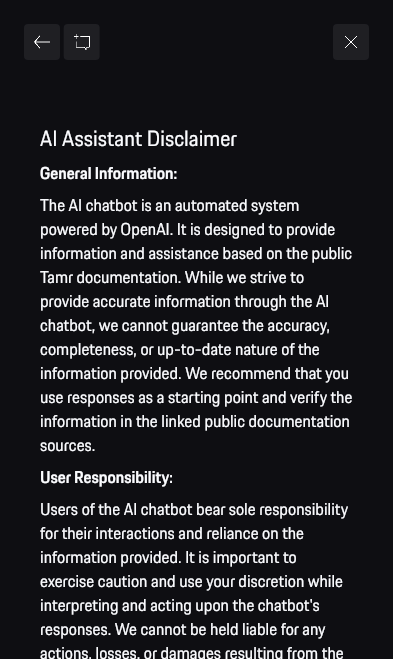 AI Assistant Disclaimer
General Information:
The AI chatbot is an automated system
powered by OpenAI. It is designed to provide
information and assistance based on the public
Tamr documentation. While we strive to
provide accurate information through the AI
chatbot, we cannot guarantee the accuracy,
completeness, or up-to-date nature of the
information provided. We recommend that you
use responses as a starting point and verify the
information in the linked public documentation
sources.
User Responsibility:
Users of the AI chatbot bear sole responsibility
for their interactions and reliance on the
information provided. It is important to
exercise caution and use your discretion while
interpreting and acting upon the chatbot's
responses. We cannot be held liable for any
actions, losses, or damages resulting from the